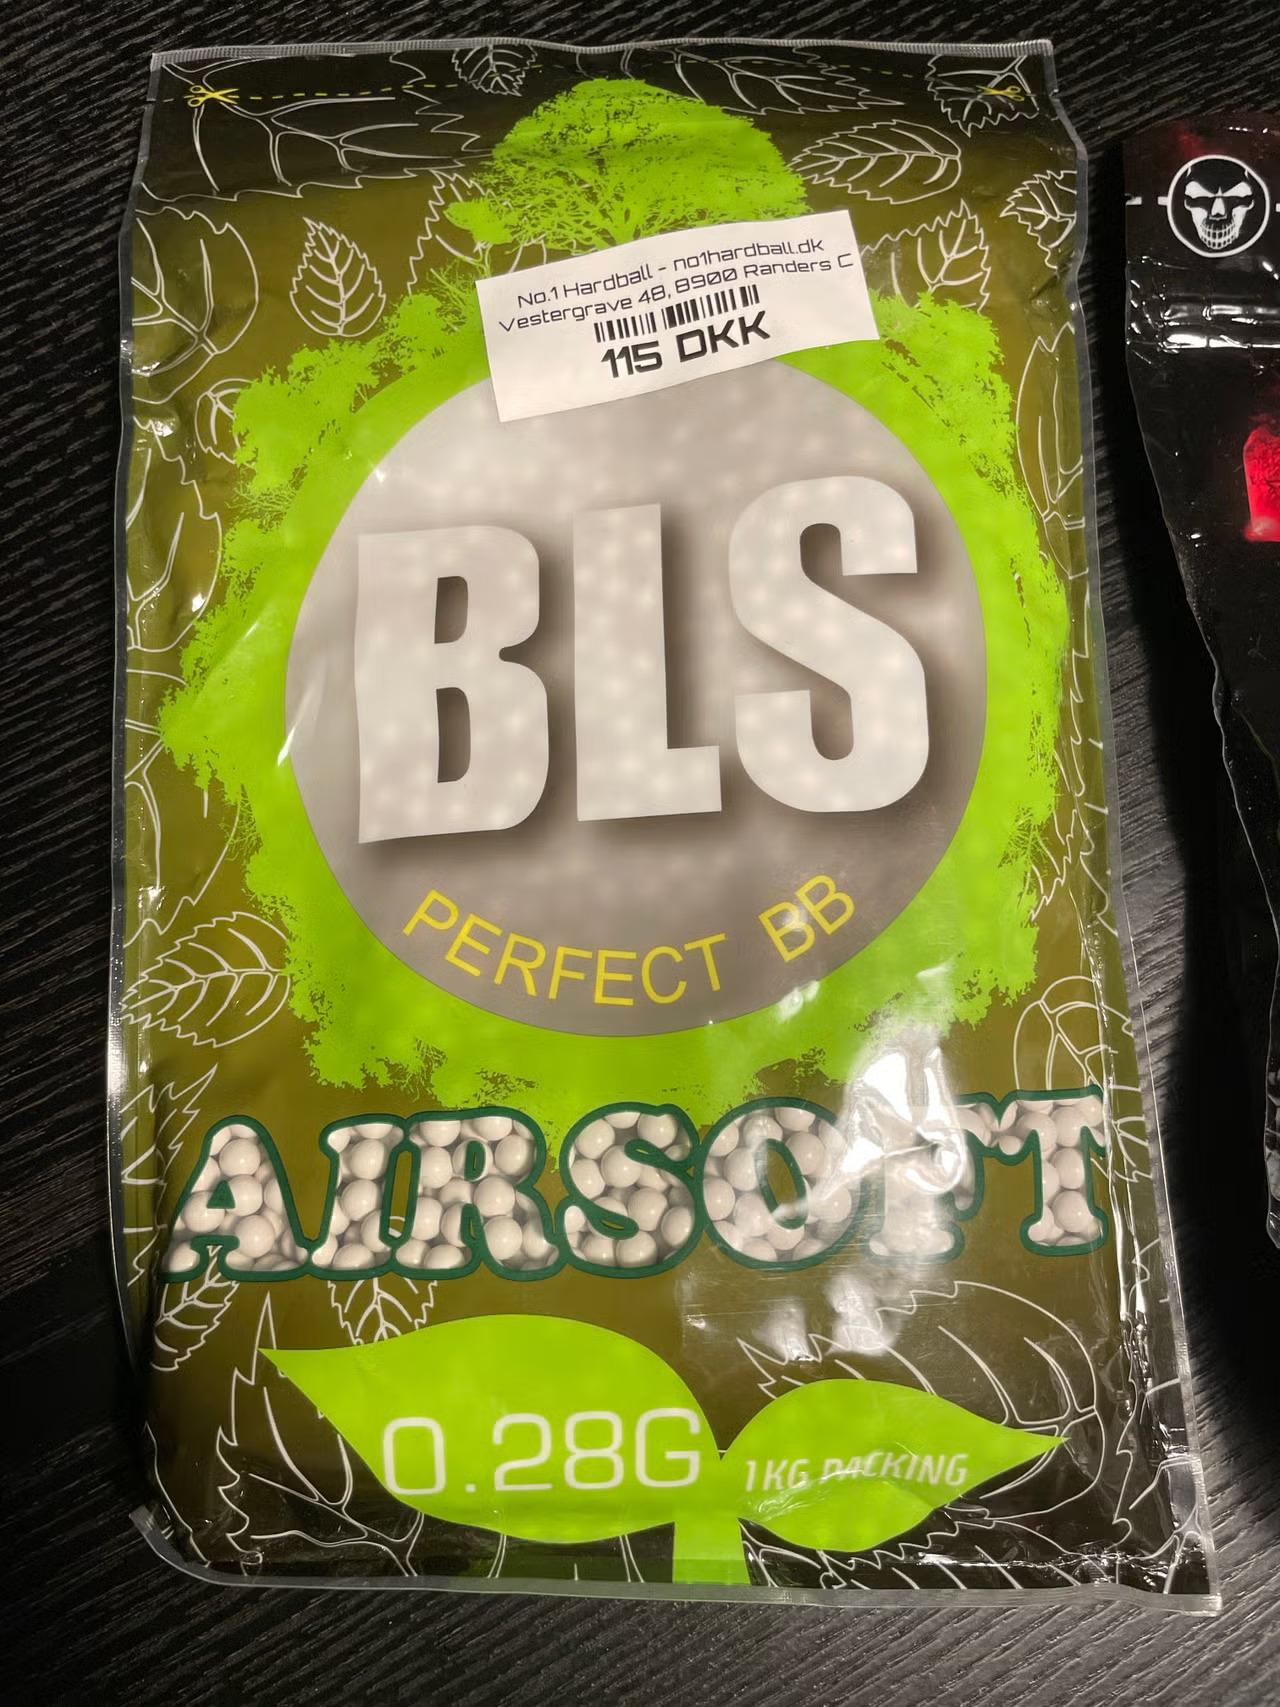 No.1 Hardball - no1hardball.dk
Vestergrave 48, 8900 Randers C
115 DKK
BLS
PERFECT BB
AIRSOFT
0.28G
1KG PACKING